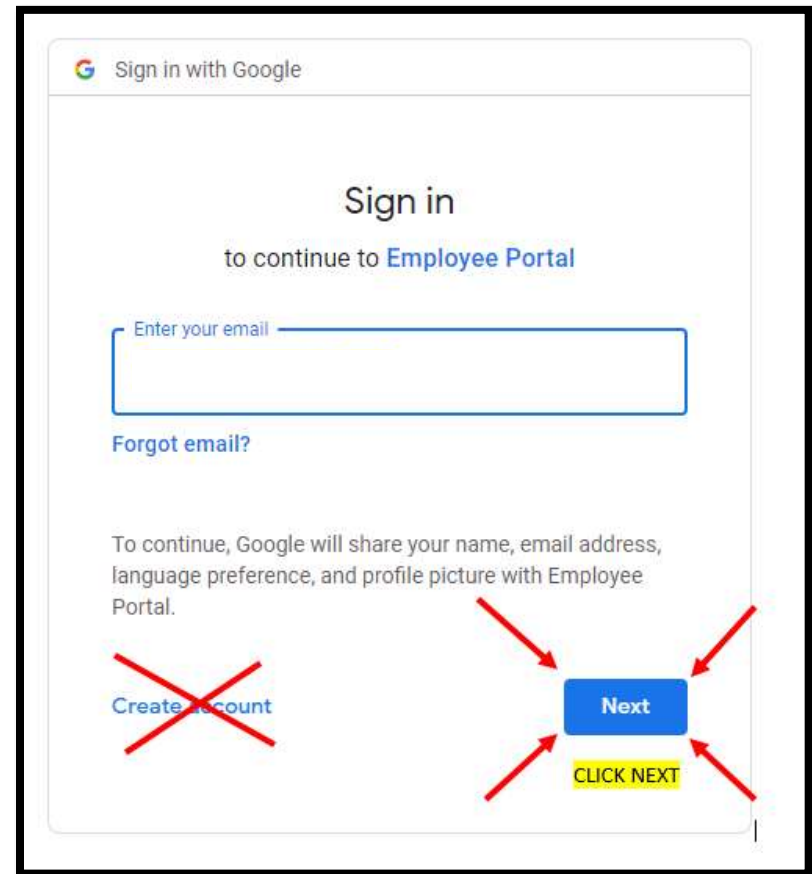 Sign in with Google
Sign in
to continue to Employee Portal
Enter your email
Forgot email?
To continue, Google will share your name, email address,
language preference, and profile picture with Employee
Portal.
Create account
Next
CLICK NEXT